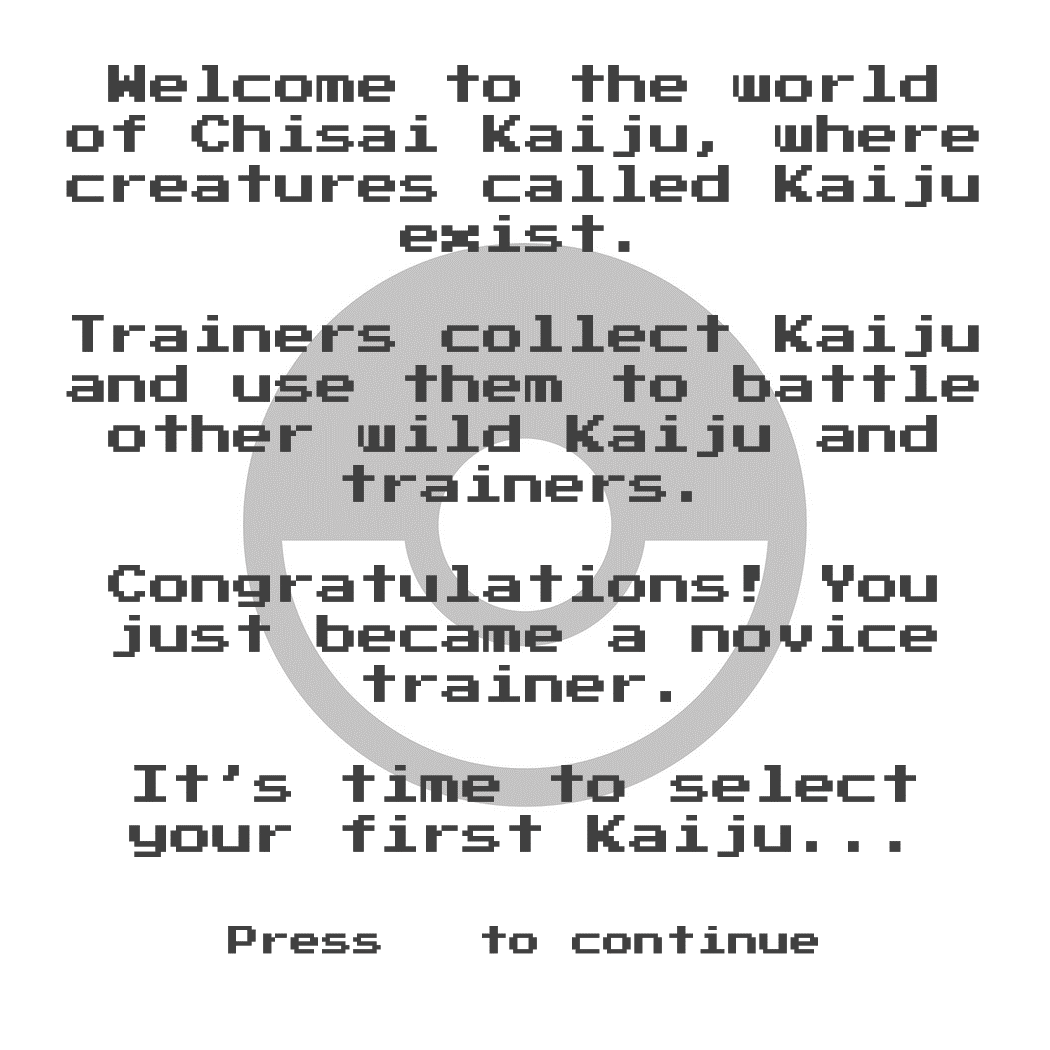 Welcome to the world
of Chisai Kaiju, where
creatures called Kaiju
exist.
Trainers collect Kaiju
and use them to battle
other wild Kaiju and
trainers.
Congratulations! You
just became a novice
trainer.
It's time to select
your first Kaiju...
Press to continue